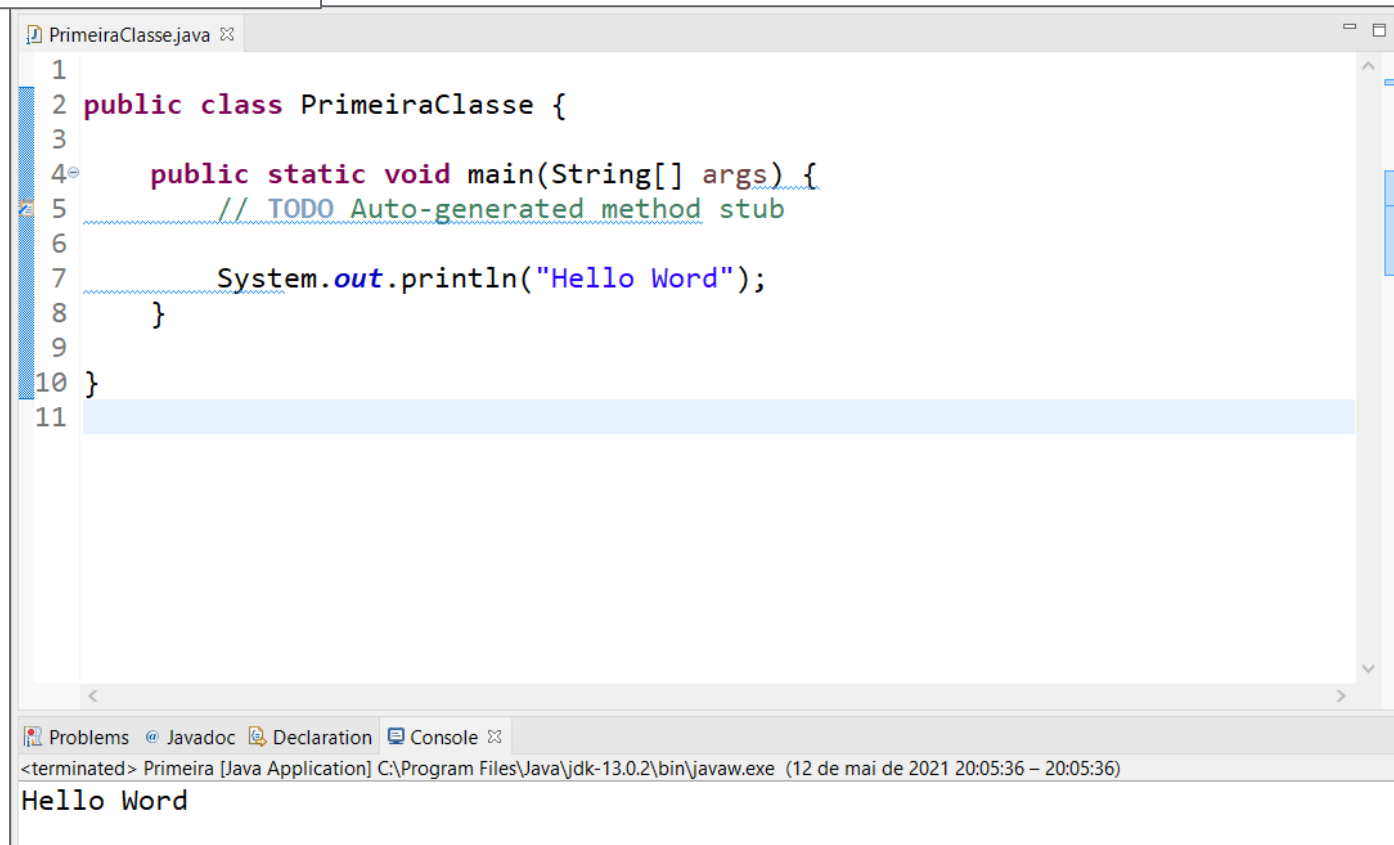 PrimeiraClasse.java
1
2 public class PrimeiraClasse {
3
4 public static void main(String[] args) {
5 // TODO Auto-generated method stub
6
7 System.out.println("Hello Word");
8 }
9
10 }
11
Problems @ Javadoc Declaration Console
<terminated> Primeira [Java Application] C:\Program Files\Java\jdk-13.0.2\bin\javaw.exe (12 de mai de 2021 20:05:36 – 20:05:36)
Hello Word